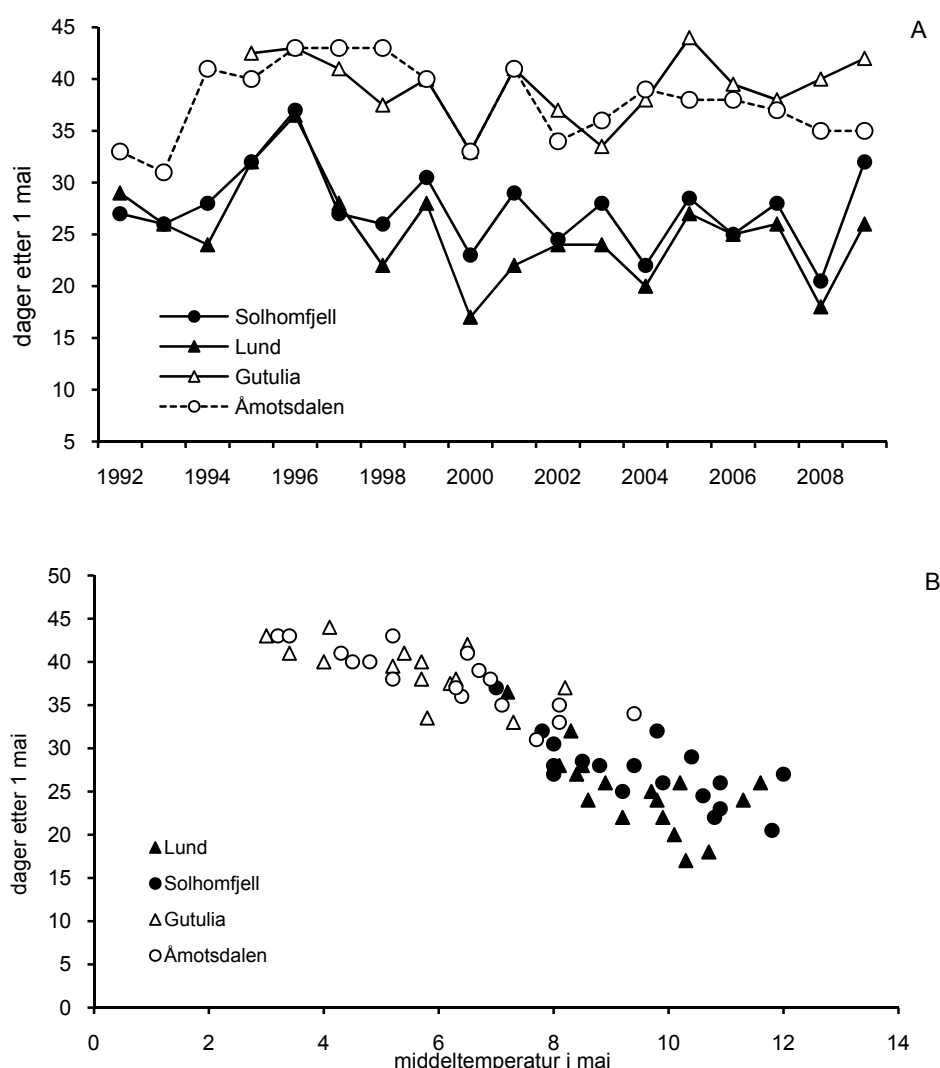 A
45
40
35
30
25
20
15
10
5
dager etter 1 mai
Solhomfjell
Lund
Gutulia
Åmotsdalen
1992 1994 1996 1998 2000 2002 2004 2006 2008
B
50
45
40
35
30
25
20
15
10
5
0
dager etter 1 mai
Lund
Solhomfjell
Gutulia
Åmotsdalen
0 2 4 6 8 10 12 14
middeltemperatur i mai